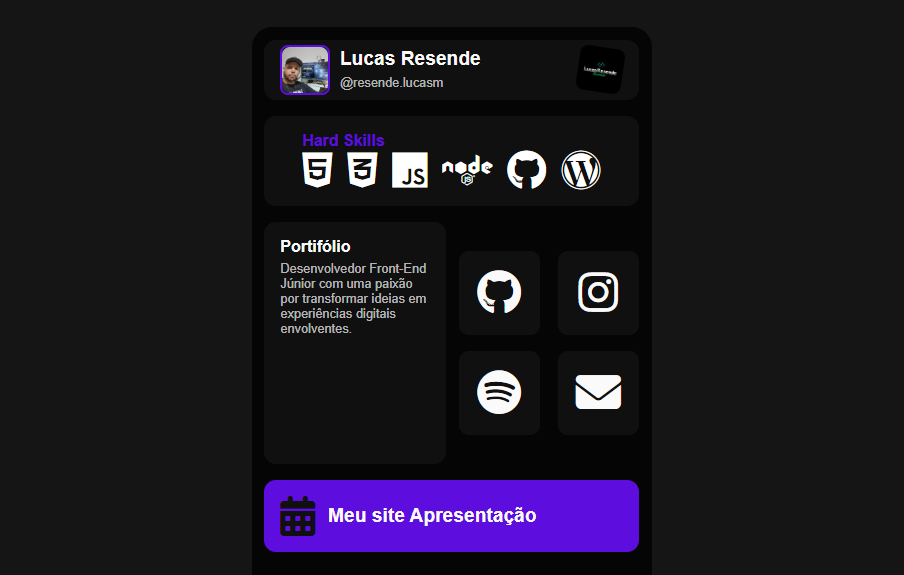 Lucas Resende
@resende.lucasm
LucasResende
Hard Skills
5
3
JS
node
JS
W
Portifólio
Desenvolvedor Front-End
Júnior com uma paixão
por transformar ideias em
experiências digitais
envolventes.
Meu site Apresentação